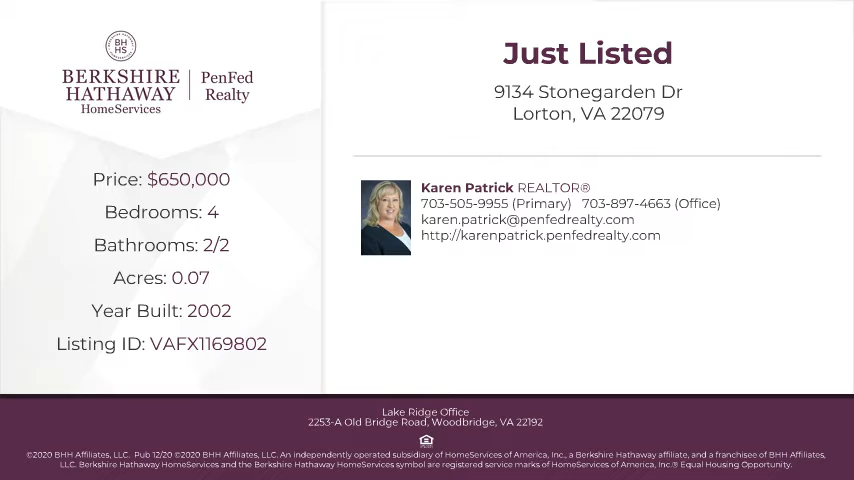 BH
HS
BERKSHIRE
HATHAWAY
HomeServices
PenFed
Realty
Price: $650,000
Bedrooms: 4
Bathrooms: 2/2
Acres: 0.07
Year Built: 2002
Listing ID: VAFX1169802
Just Listed
9134 Stonegarden Dr
Lorton, VA 22079
Karen Patrick REALTOR®
703-505-9955 (Primary) 703-897-4663 (Office)
karen.patrick@penfedrealty.com
http://karenpatrick.penfedrealty.com
Lake Ridge Office
2253-A Old Bridge Road, Woodbridge, VA 22192
©2020 BHH Affiliates, LLC. Pub 12/20 ©2020 BHH Affiliates, LLC. An independently operated subsidiary of HomeServices of America, Inc., a Berkshire Hathaway affiliate, and a franchisee of BHH Affiliates,
LLC. Berkshire Hathaway HomeServices and the Berkshire Hathaway HomeServices symbol are registered service marks of HomeServices of America, Inc.® Equal Housing Opportunity.